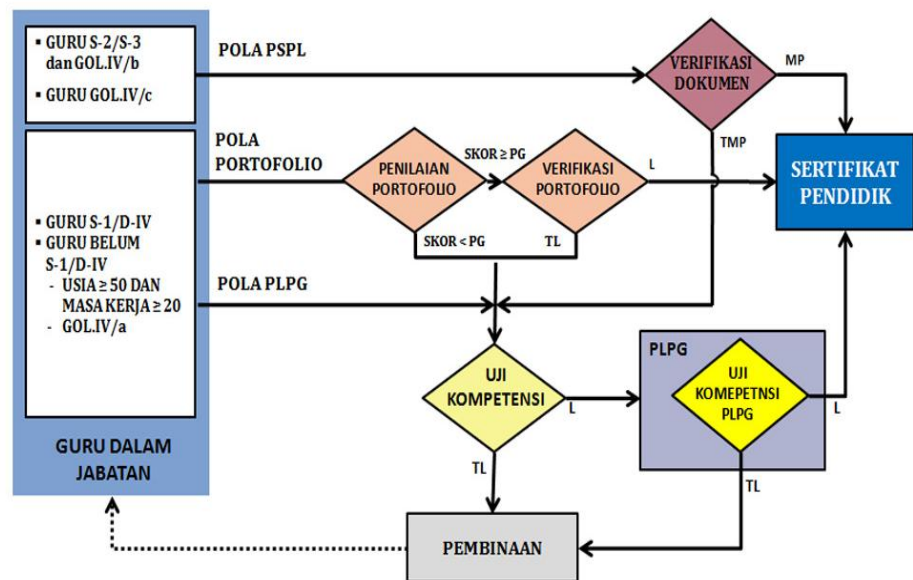 ▪ GURU S-2/S-3
dan GOL.IV/b
▪ GURU GOL.IV/c
POLA PSPL
VERIFIKASI
DOKUMEN
MP
TMP
POLA
PORTOFOLIO
PENILAIAN
PORTOFOLIO
SKOR ≥ PG
VERIFIKASI
PORTOFOLIO
L
SERTIFIKAT
PENDIDIK
SKOR < PG
TL
▪ GURU S-1/D-IV
▪ GURU BELUM
S-1/D-IV
- USIA ≥ 50 DAN
MASA KERJA ≥ 20
- GOL.IV/a
POLA PLPG
UJI
KOMPETENSI
L
TL
PLPG
UJI
KOMEPETNSI
PLPG
L
TL
GURU DALAM
JABATAN
PEMBINAAN